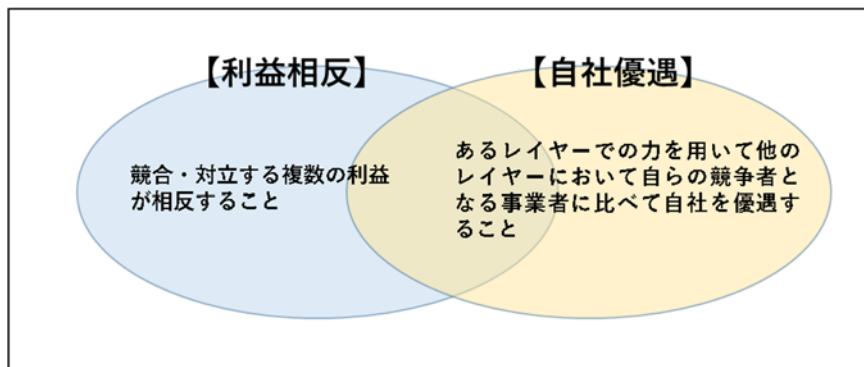 【利益相反】
【自社優遇】
競合・対立する複数の利益
が相反すること
あるレイヤーでの力を用いて他の
レイヤーにおいて自らの競争者と
なる事業者に比べて自社を優遇す
ること